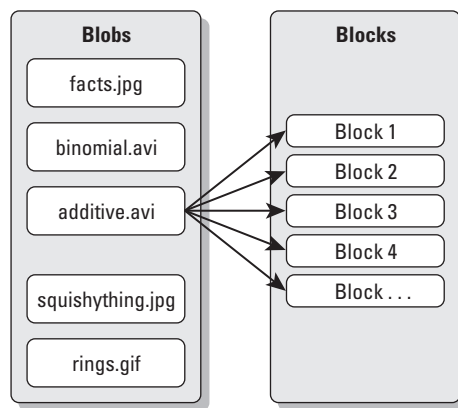 Blobs
facts.jpg
binomial.avi
additive.avi
squishything.jpg
rings.gif
Blocks
Block 1
Block 2
Block 3
Block 4
Block . . .